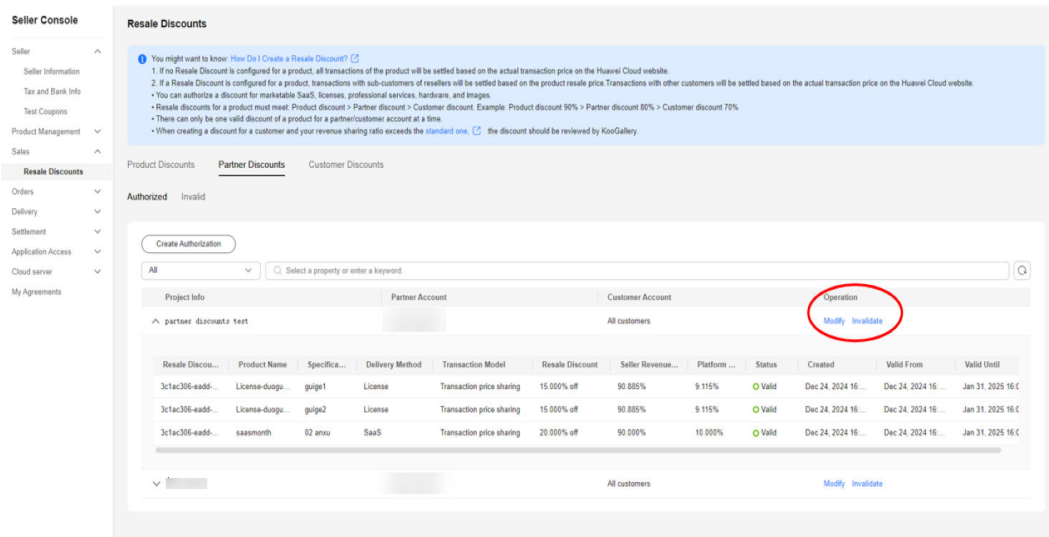 Seller Console
Seller
Seller Information
Tax and Bank Info
Test Coupons
Product Management
Sales
Resale Discounts
Orders
Delivery
Settlement
Application Access
Cloud server
My Agreements
Resale Discounts
You might want to know: How Do I Create a Resale Discount?
1. If no Resale Discount is configured for a product, all transactions of the product will be settled based on the actual transaction price on the Huawei Cloud website.
2. If a Resale Discount is configured for a product, transactions with sub-customers of resellers will be settled based on the product resale price.Transactions with other customers will be settled based on the actual transaction price on the Huawei Cloud website.
• You can authorize a discount for marketable SaaS, licenses, professional services, hardware, and images.
• Resale discounts for a product must meet: Product discount > Partner discount > Customer discount. Example: Product discount 90% > Partner discount 80% > Customer discount 70%
• There can only be one valid discount of a product for a partner/customer account at a time.
• When creating a discount for a customer and your revenue sharing ratio exceeds the standard one, the discount should be reviewed by KooGallery.
Product Discounts Partner Discounts Customer Discounts
Authorized Invalid
Create Authorization
All Select a property or enter a keyword.
Project Info Partner Account Customer Account Operation
partner discounts test All customers Modify Invalidate
Resale Discou... Product Name Specifica... Delivery Method Transaction Model Resale Discount Seller Revenue... Platform ... Status Created Valid From Valid Until
3c1ac306-eadd-... License-duogu... guige1 License Transaction price sharing 15.000% off 90.885% 9.115% Valid Dec 24, 2024 16:... Dec 24, 2024 16:... Jan 31, 2025 16:0
3c1ac306-eadd-... License-duogu... guige2 License Transaction price sharing 15.000% off 90.885% 9.115% Valid Dec 24, 2024 16:... Dec 24, 2024 16:... Jan 31, 2025 16:0
3c1ac306-eadd-... saasmonth 02 anxu SaaS Transaction price sharing 20.000% off 90.000% 10.000% Valid Dec 24, 2024 16:... Dec 24, 2024 16:... Jan 31, 2025 16:0
All customers Modify Invalidate